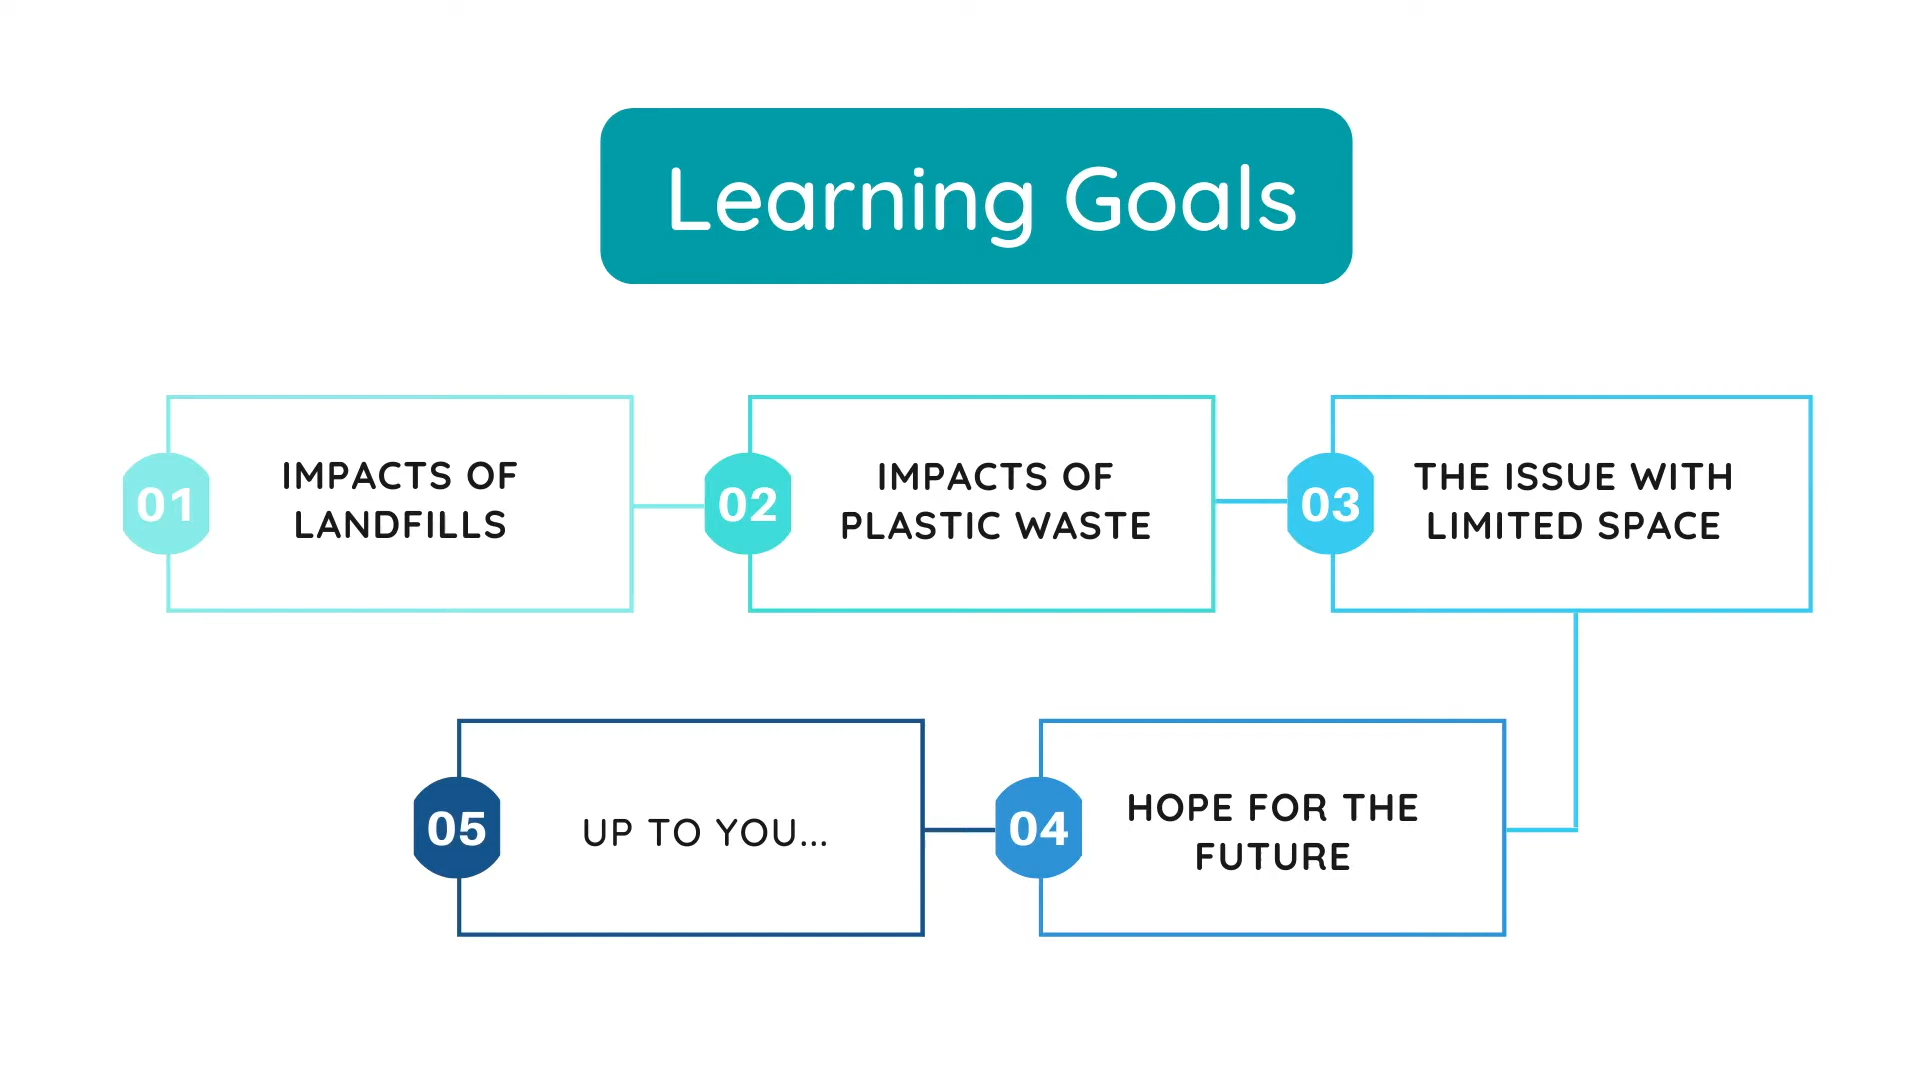 Learning Goals
01
IMPACTS OF
LANDFILLS
02
IMPACTS OF
PLASTIC WASTE
03
THE ISSUE WITH
LIMITED SPACE
04
HOPE FOR THE
FUTURE
05
UP TO YOU...